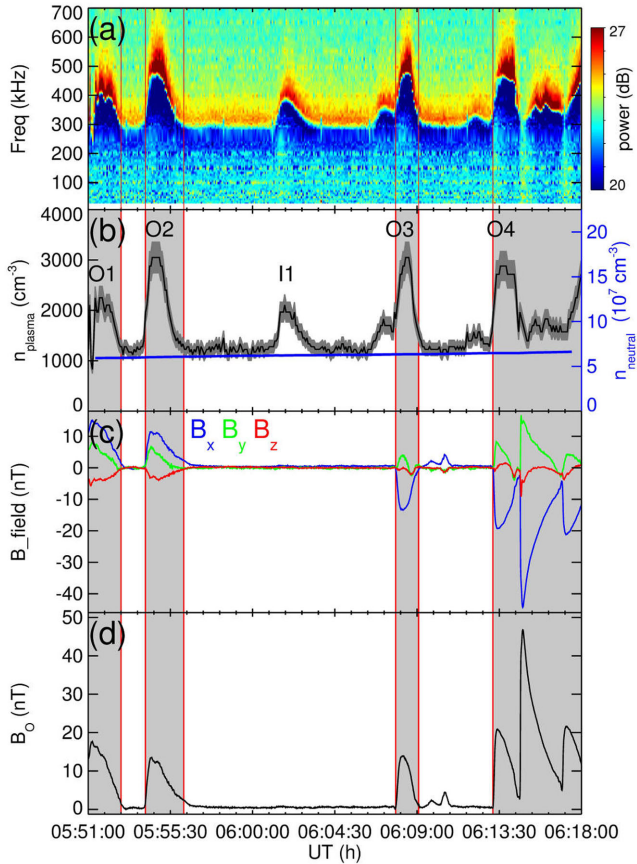 (a)
700
600
500
400
300
200
100
Freq (kHz)
27
20
power (dB)
(b)
4000
3000
2000
1000
0
n_plasma (cm⁻³)
O1
O2
I1
O3
O4
20
15
10
5
0
n_neutral (10⁷ cm⁻³)
(c)
10
0
-10
-20
-30
-40
B_field (nT)
Bₓ B_y B_z
(d)
50
40
30
20
10
0
B_O (nT)
05:51:00 05:55:30 06:00:00 06:04:30 06:09:00 06:13:30 06:18:00
UT (h)